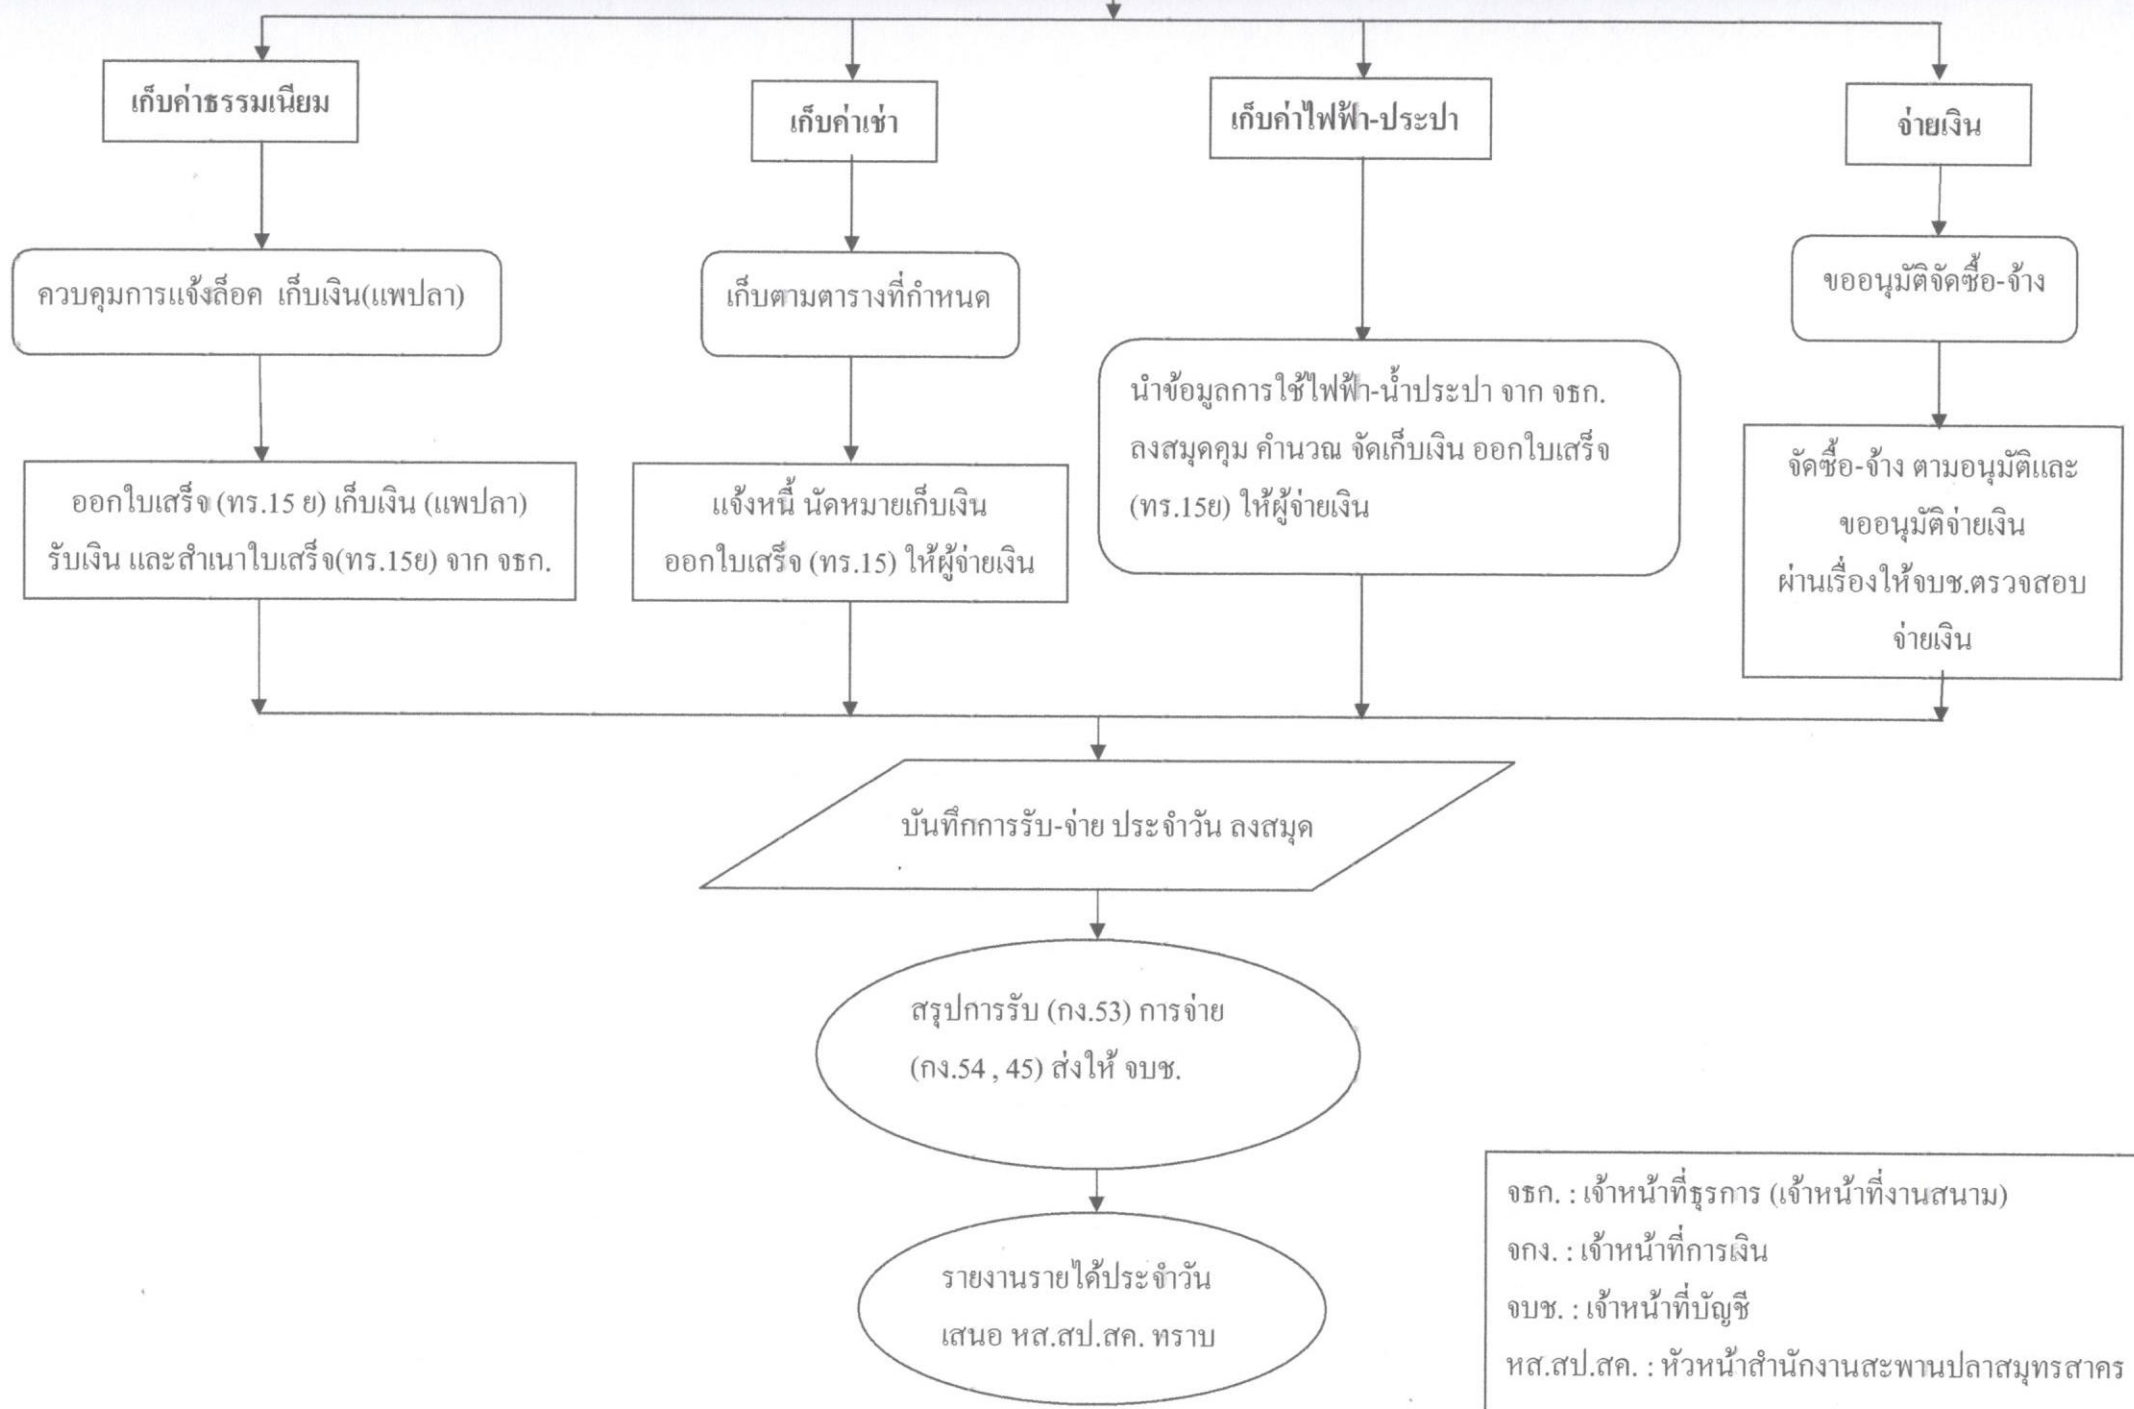 เก็บค่าธรรมเนียม
เก็บค่าเช่า
เก็บค่าไฟฟ้า-ประปา
จ่ายเงิน
ควบคุมการแจ้งล็อค เก็บเงิน(แพปลา)
เก็บตามตารางที่กำหนด
นำข้อมูลการใช้ไฟฟ้า-น้ำประปา จาก จธก.
ลงสมุดคุม คำนวณ จัดเก็บเงิน ออกใบเสร็จ
(ทร.15ย) ให้ผู้จ่ายเงิน
ขออนุมัติจัดซื้อ-จ้าง
ออกใบเสร็จ (ทร.15 ย) เก็บเงิน (แพปลา)
รับเงิน และสำเนาใบเสร็จ(ทร.15ย) จาก จธก.
แจ้งหนี้ นัดหมายเก็บเงิน
ออกใบเสร็จ (ทร.15) ให้ผู้จ่ายเงิน
จัดซื้อ-จ้าง ตามอนุมัติและ
ขออนุมัติจ่ายเงิน
ผ่านเรื่องให้จบช.ตรวจสอบ
จ่ายเงิน
บันทึกการรับ-จ่าย ประจำวัน ลงสมุด
สรุปการรับ (กง.53) การจ่าย
(กง.54 , 45) ส่งให้ จบช.
รายงานรายได้ประจำวัน
เสนอ หส.สป.สค. ทราบ
จธก. : เจ้าหน้าที่ธุรการ (เจ้าหน้าที่งานสนาม)
จกง. : เจ้าหน้าที่การเงิน
จบช. : เจ้าหน้าที่บัญชี
หส.สป.สค. : หัวหน้าสำนักงานสะพานปลาสมุทรสาคร